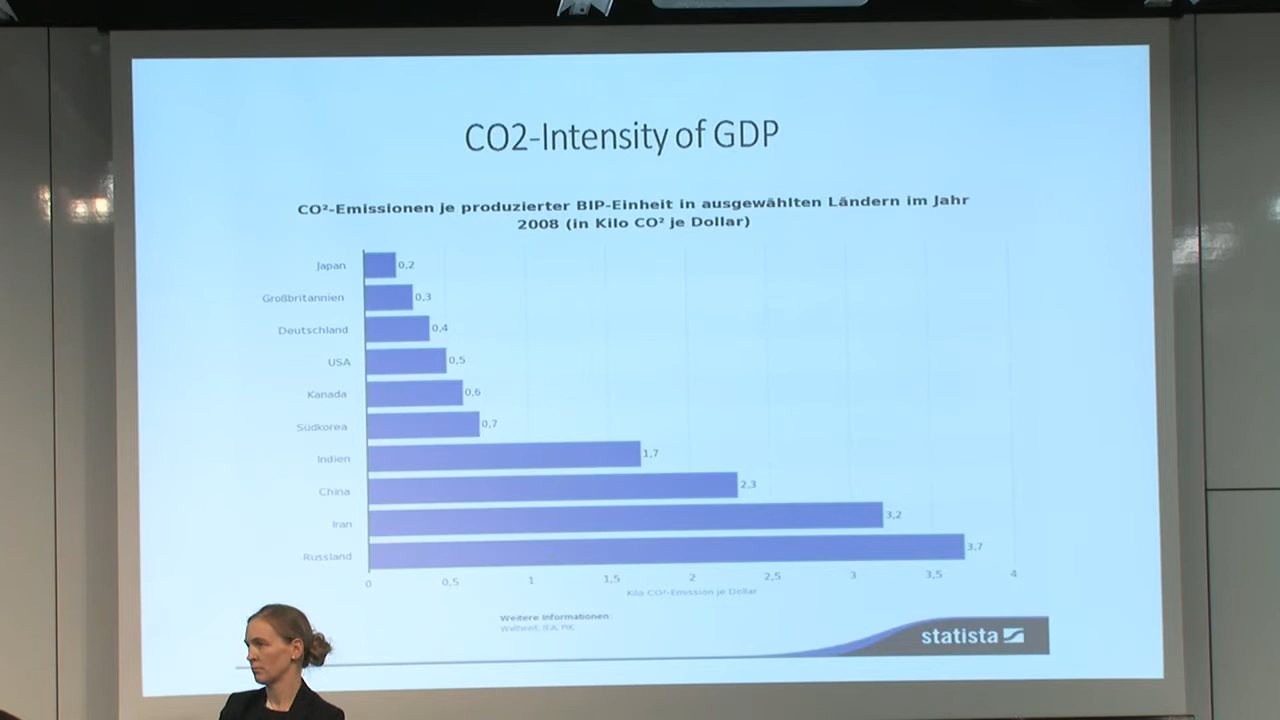 CO2-Intensity of GDP
CO²-Emissionen je produzierter BIP-Einheit in ausgewählten Ländern im Jahr
2008 (in Kilo CO² je Dollar)
Japan 0,2
Großbritannien 0,3
Deutschland 0,4
USA 0,5
Kanada 0,6
Südkorea 0,7
Indien 1,7
China 2,3
Iran 3,2
Russland 3,7
0 0,5 1 1,5 2 2,5 3 3,5 4
Kilo CO²-Emission je Dollar
Weitere Informationen:
Weltweit; IEA; PIK
statista